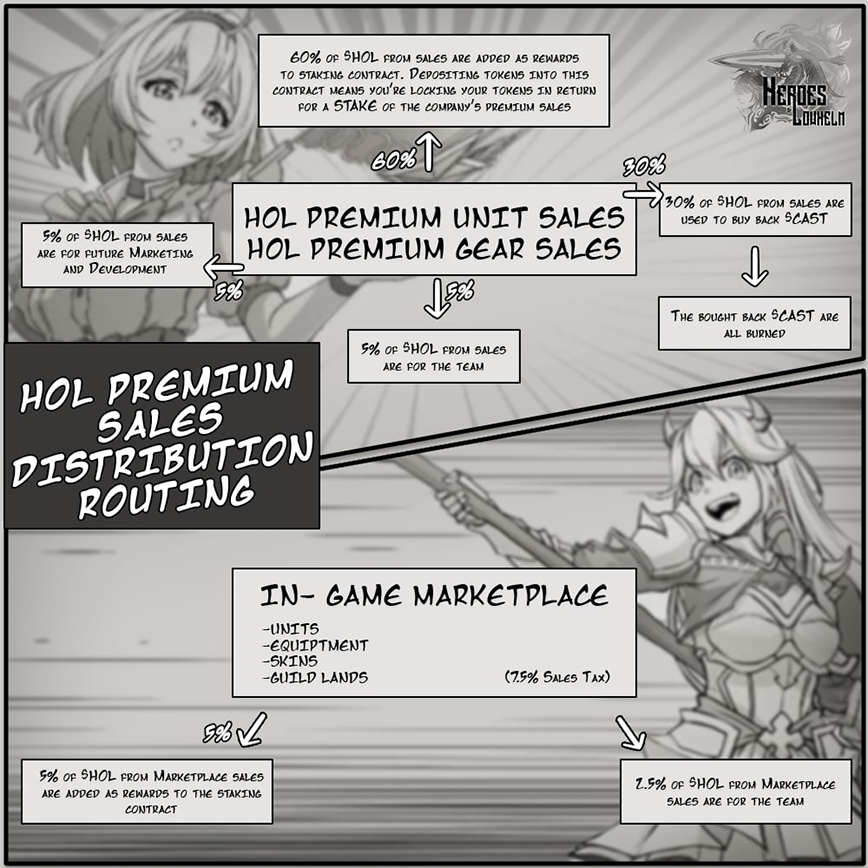 60% OF $HOL FROM SALES ARE ADDED AS REWARDS
TO STAKING CONTRACT. DEPOSITING TOKENS INTO THIS
CONTRACT MEANS YOU'RE LOCKING YOUR TOKENS IN RETURN
FOR A STAKE OF THE COMPANY'S PREMIUM SALES
HEROES
LOWHELM
60%
30%
HOL PREMIUM UNIT SALES
HOL PREMIUM GEAR SALES
30% OF $HOL FROM SALES ARE
USED TO BUY BACK $CAST
5% OF $HOL FROM SALES
ARE FOR FUTURE MARKETING
AND DEVELOPMENT
5%
5%
THE BOUGHT BACK $CAST ARE
ALL BURNED
5% OF $HOL FROM SALES
ARE FOR THE TEAM
HOL PREMIUM
SALES
DISTRIBUTION
ROUTING
IN- GAME MARKETPLACE
-UNITS
-EQUIPTMENT
-SKINS
-GUILD LANDS (7.5% SALES TAX)
5%
5% OF $HOL FROM MARKETPLACE SALES
ARE ADDED AS REWARDS TO THE STAKING
CONTRACT
2.5% OF $HOL FROM MARKETPLACE
SALES ARE FOR THE TEAM